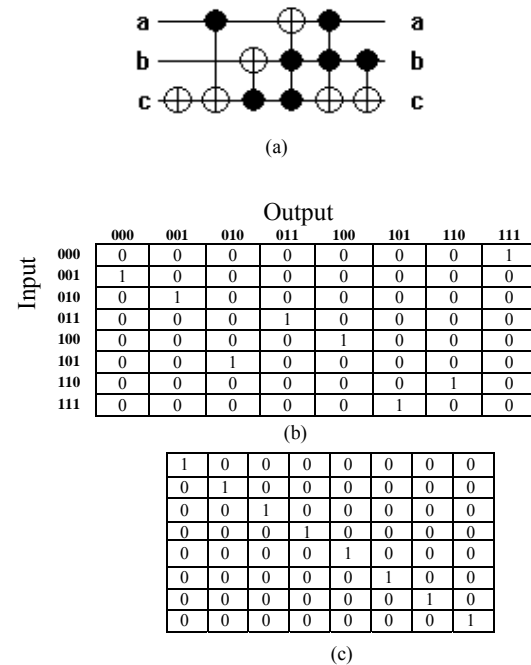 a a
b b
c c
(a)
Output
000 001 010 011 100 101 110 111
Input
000 0 0 0 0 0 0 0 1
001 1 0 0 0 0 0 0 0
010 0 1 0 0 0 0 0 0
011 0 0 0 1 0 0 0 0
100 0 0 0 0 1 0 0 0
101 0 0 1 0 0 0 0 0
110 0 0 0 0 0 0 1 0
111 0 0 0 0 0 1 0 0
(b)
1 0 0 0 0 0 0 0
0 1 0 0 0 0 0 0
0 0 1 0 0 0 0 0
0 0 0 1 0 0 0 0
0 0 0 0 1 0 0 0
0 0 0 0 0 1 0 0
0 0 0 0 0 0 1 0
0 0 0 0 0 0 0 1
(c)